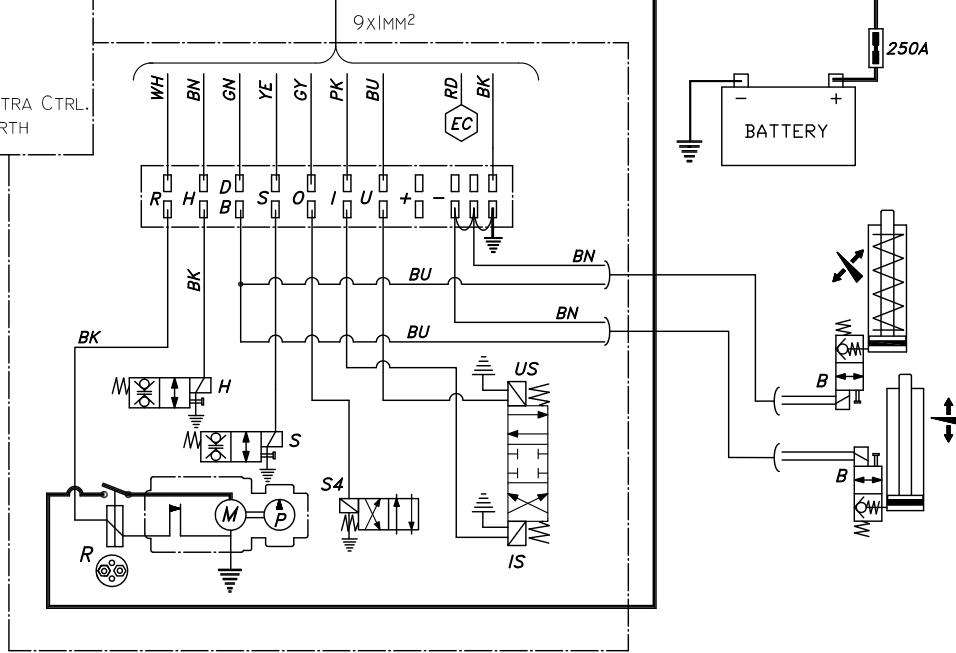 9x1MM²
250A
WH BN GN YE GY PK BU RD BK
TRA CTRL.
RTH
EC
− +
BATTERY
D
R H S O I U + −
B
BN
BK BU
BN
BK BU
US
B
H
S
S4
B
M P
R
IS